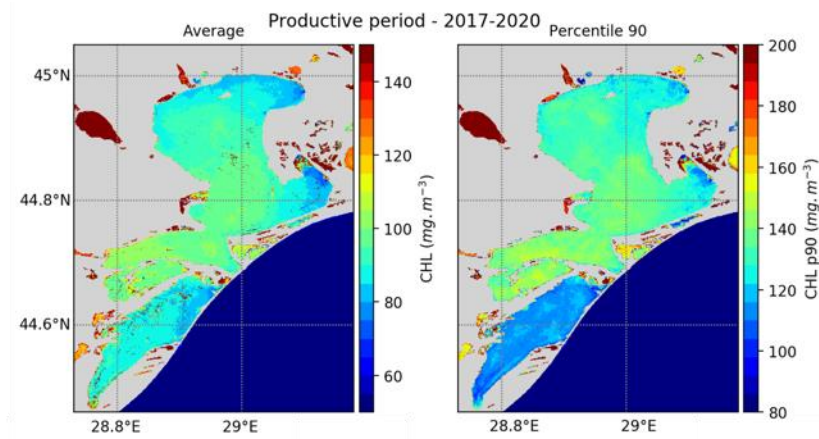 Productive period - 2017-2020
Average
Percentile 90
45°N
44.8°N
44.6°N
28.8°E
29°E
140
120
100
80
60
CHL (mg.m⁻³)
28.8°E
29°E
200
180
160
140
120
100
80
CHL p90 (mg.m⁻³)